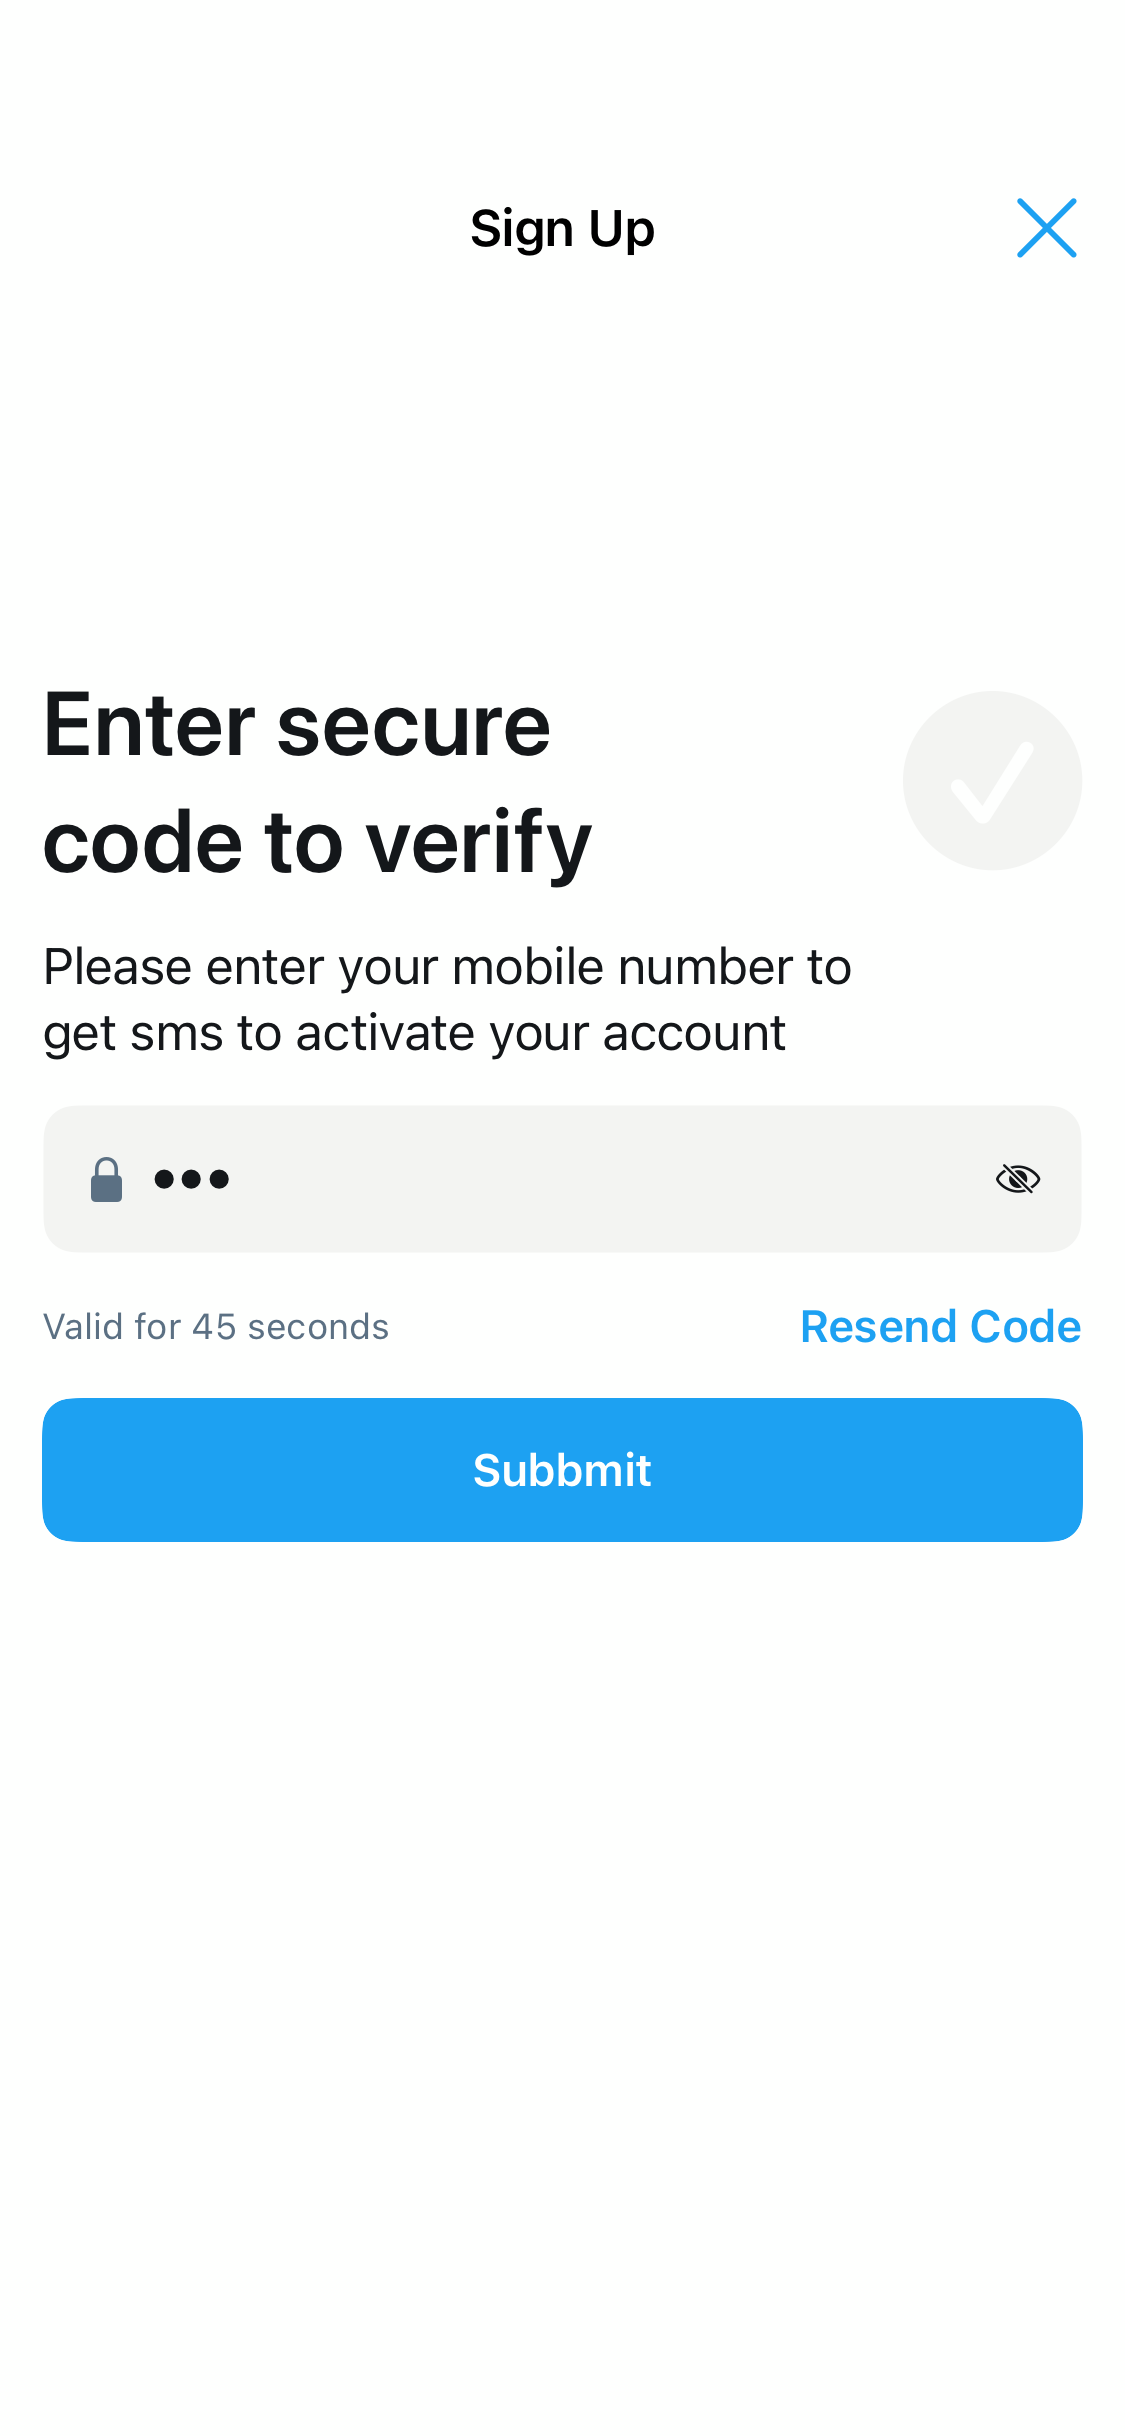 Sign Up
Enter secure
code to verify
Please enter your mobile number to
get sms to activate your account
•••
Valid for 45 seconds
Resend Code
Subbmit